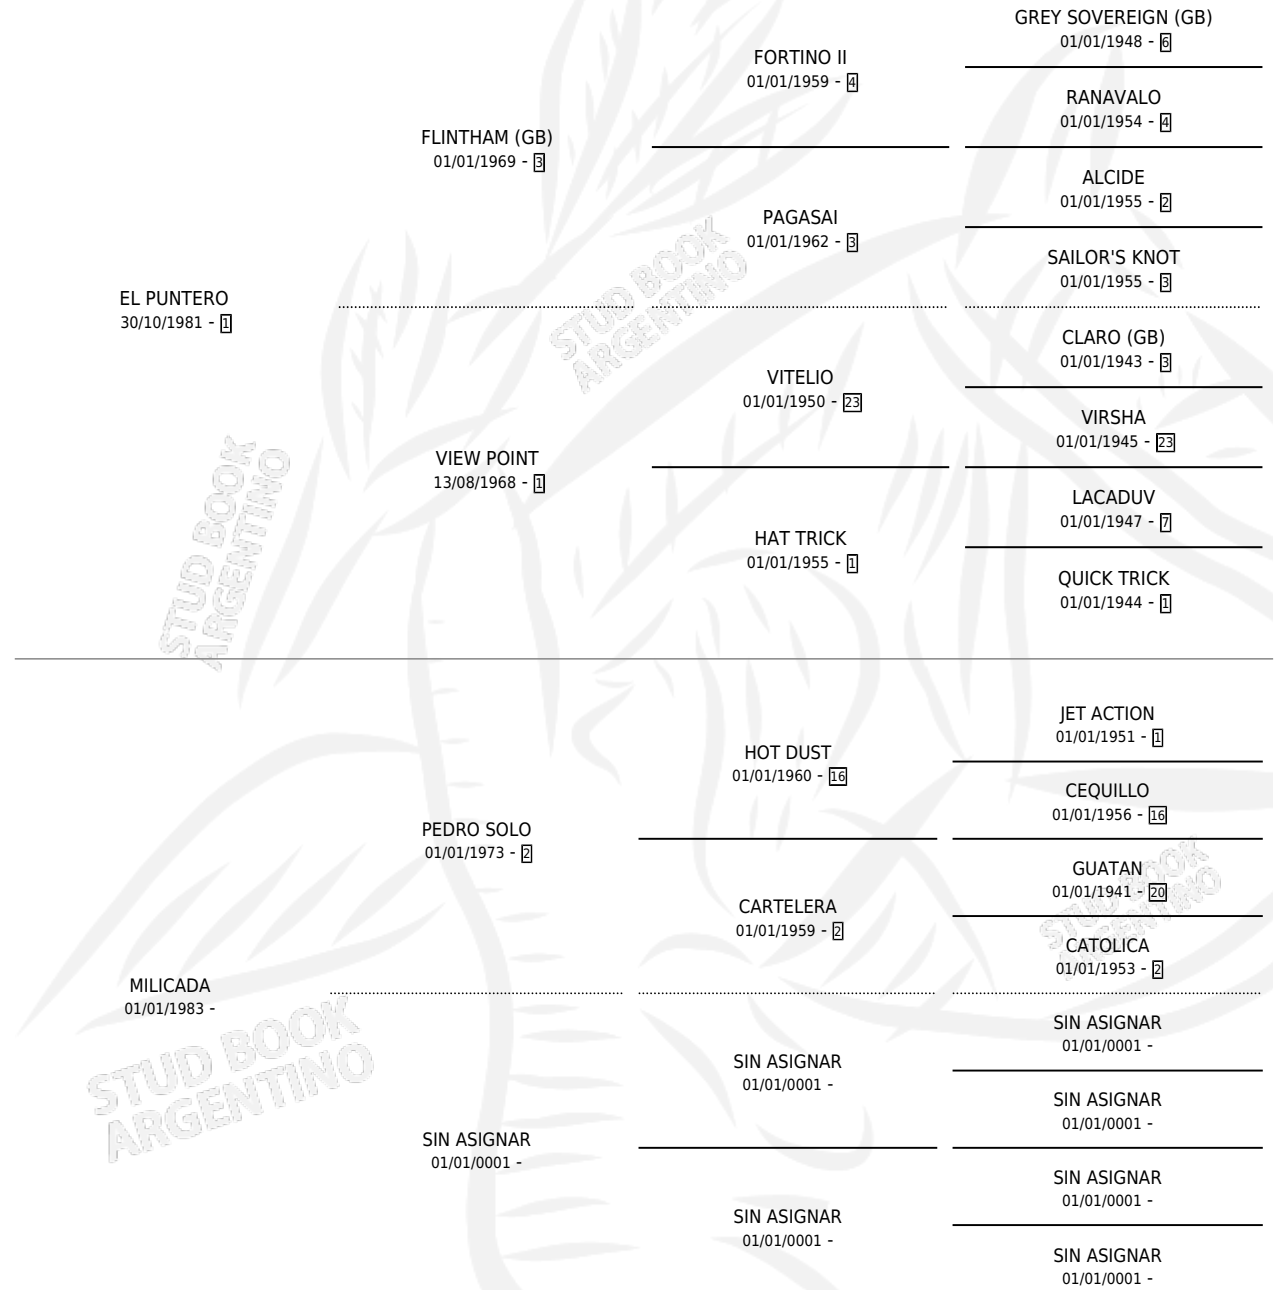 GREY SOVEREIGN (GB)
01/01/1948 - 6
FORTINO II
01/01/1959 - 4
RANAVALO
01/01/1954 - 4
FLINTHAM (GB)
01/01/1969 - 3
ALCIDE
01/01/1955 - 2
PAGASAI
01/01/1962 - 3
SAILOR'S KNOT
01/01/1955 - 3
EL PUNTERO
30/10/1981 - 1
CLARO (GB)
01/01/1943 - 3
VITELIO
01/01/1950 - 23
VIRSHA
01/01/1945 - 23
VIEW POINT
13/08/1968 - 1
LACADUV
01/01/1947 - 7
HAT TRICK
01/01/1955 - 1
QUICK TRICK
01/01/1944 - 1
JET ACTION
01/01/1951 - 1
HOT DUST
01/01/1960 - 16
CEQUILLO
01/01/1956 - 16
PEDRO SOLO
01/01/1973 - 2
GUATAN
01/01/1941 - 20
CARTELERA
01/01/1959 - 2
CATOLICA
01/01/1953 - 2
MILICADA
01/01/1983 -
SIN ASIGNAR
01/01/0001 -
SIN ASIGNAR
01/01/0001 -
SIN ASIGNAR
01/01/0001 -
SIN ASIGNAR
01/01/0001 -
SIN ASIGNAR
01/01/0001 -
SIN ASIGNAR
01/01/0001 -
SIN ASIGNAR
01/01/0001 -
STUD BOOK
ARGENTINO
STUD BOOK
ARGENTINO
STUD BOOK
ARGENTINO
STUD BOOK
ARGENTINO